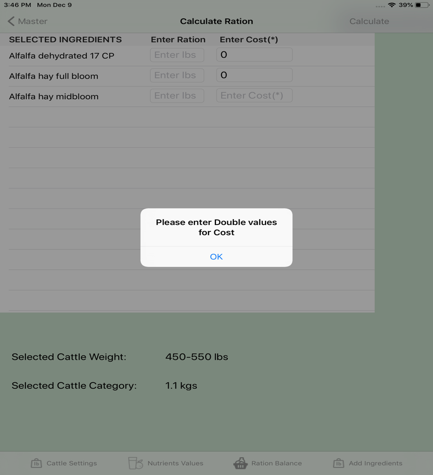 3:46 PM Mon Dec 9 39%
Master Calculate Ration Calculate
SELECTED INGREDIENTS Enter Ration Enter Cost(*)
Alfalfa dehydrated 17 CP Enter lbs 0
Alfalfa hay full bloom Enter lbs 0
Alfalfa hay midbloom Enter lbs Enter Cost(*)
Please enter Double values
for Cost
OK
Selected Cattle Weight: 450-550 lbs
Selected Cattle Category: 1.1 kgs
Cattle Settings Nutrients Values Ration Balance Add Ingredients